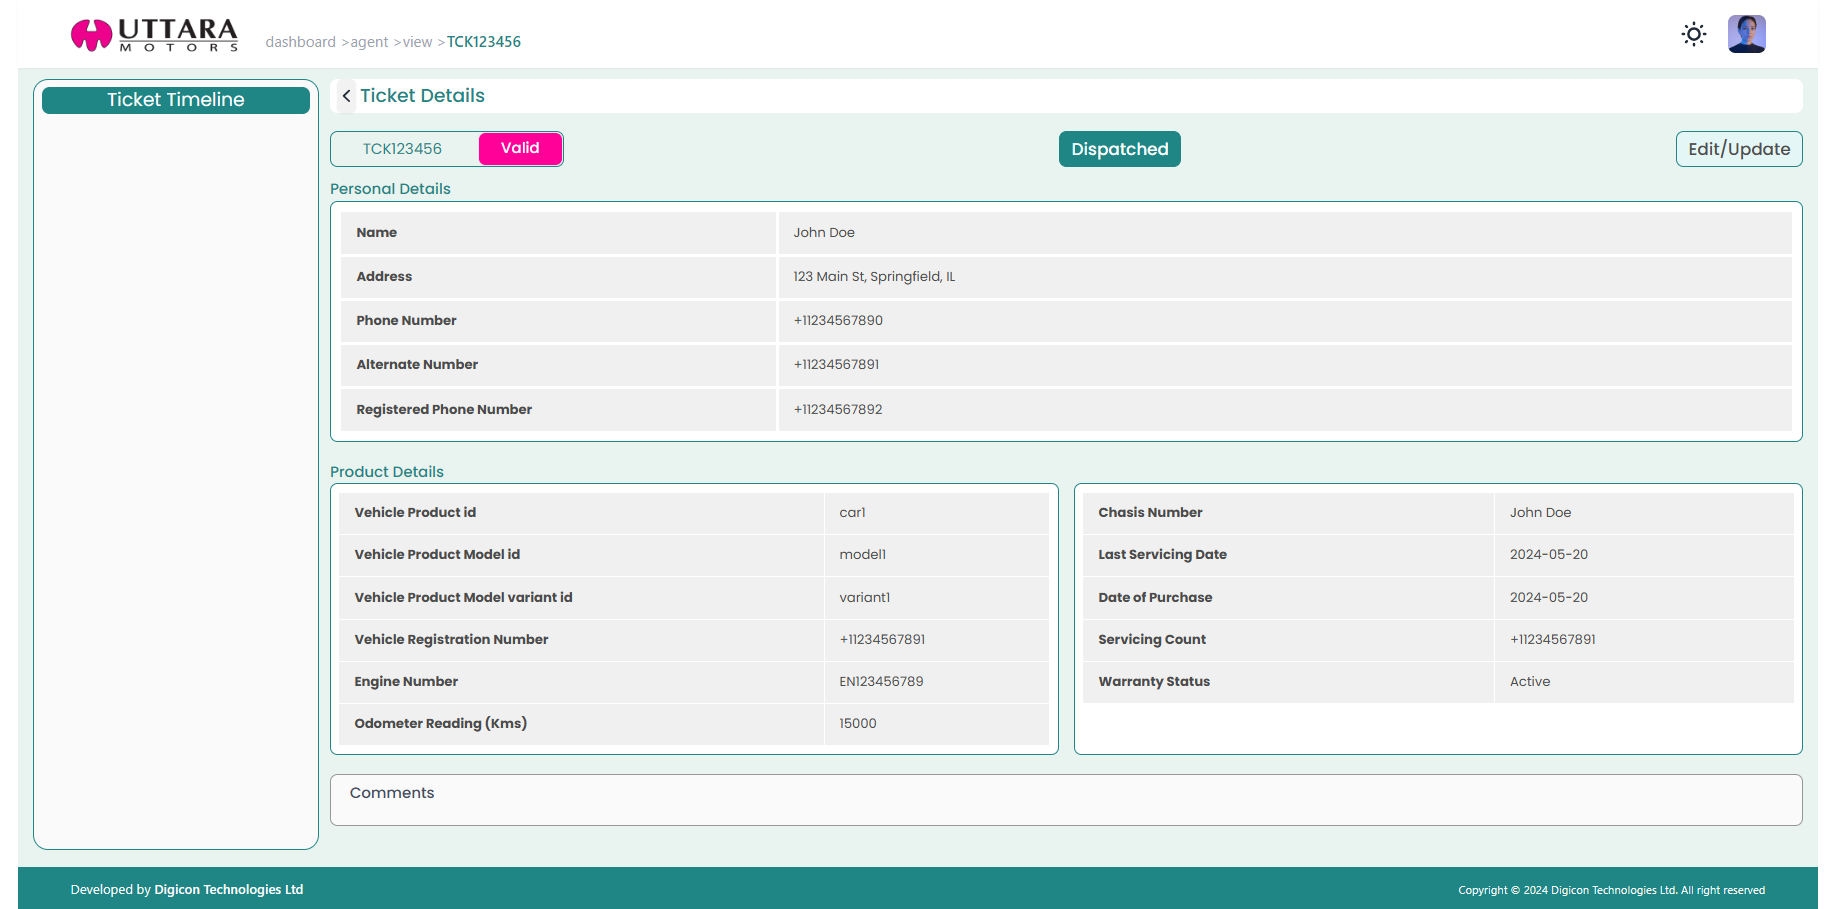 UTTARA
MOTORS
dashboard >agent >view >TCK123456
Ticket Timeline
Ticket Details
TCK123456 Valid Dispatched Edit/Update
Personal Details
Name John Doe
Address 123 Main St, Springfield, IL
Phone Number +11234567890
Alternate Number +11234567891
Registered Phone Number +11234567892
Product Details
Vehicle Product id car1
Vehicle Product Model id model1
Vehicle Product Model variant id variant1
Vehicle Registration Number +11234567891
Engine Number EN123456789
Odometer Reading (Kms) 15000
Chasis Number John Doe
Last Servicing Date 2024-05-20
Date of Purchase 2024-05-20
Servicing Count +11234567891
Warranty Status Active
Comments
Developed by Digicon Technologies Ltd
Copyright © 2024 Digicon Technologies Ltd. All right reserved